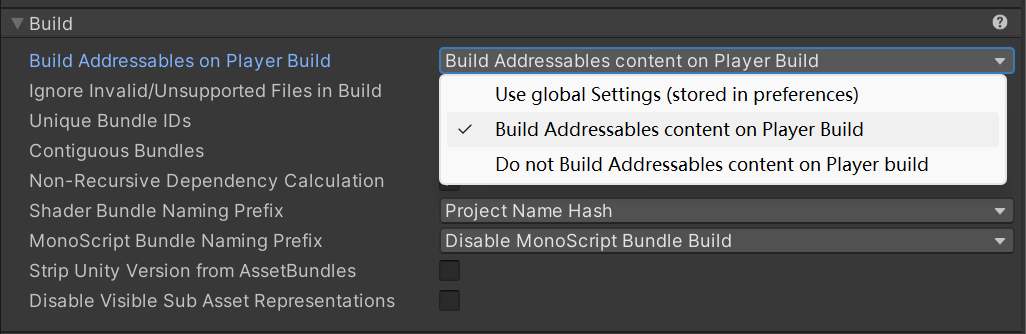 Build
Build Addressables on Player Build
Build Addressables content on Player Build
Ignore Invalid/Unsupported Files in Build
Use global Settings (stored in preferences)
Unique Bundle IDs
Build Addressables content on Player Build
Contiguous Bundles
Do not Build Addressables content on Player build
Non-Recursive Dependency Calculation
Shader Bundle Naming Prefix
Project Name Hash
MonoScript Bundle Naming Prefix
Disable MonoScript Bundle Build
Strip Unity Version from AssetBundles
Disable Visible Sub Asset Representations